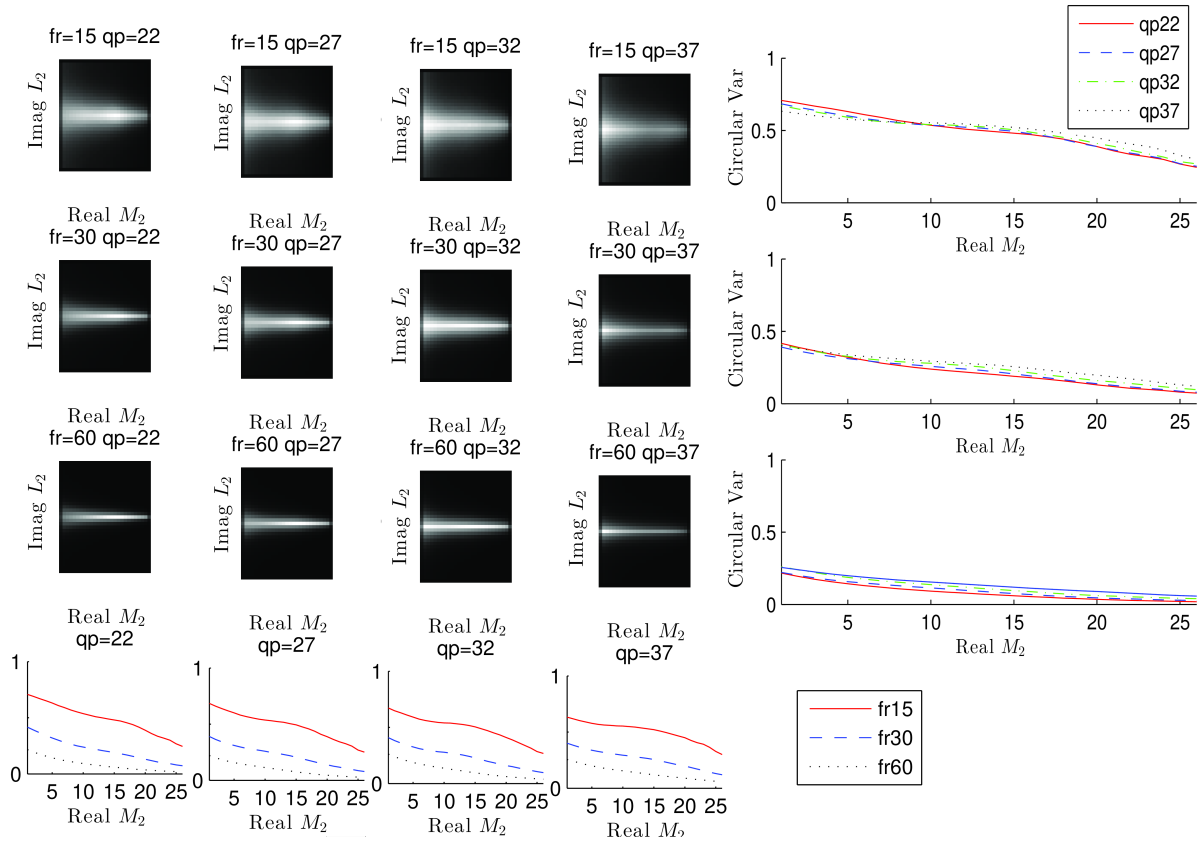 fr=15 qp=22
fr=15 qp=27
fr=15 qp=32
fr=15 qp=37
Imag L₂
Imag L₂
Imag L₂
Imag L₂
Real M₂
Real M₂
Real M₂
Real M₂
fr=30 qp=22
fr=30 qp=27
fr=30 qp=32
fr=30 qp=37
Imag L₂
Imag L₂
Imag L₂
Imag L₂
Real M₂
Real M₂
Real M₂
Real M₂
fr=60 qp=22
fr=60 qp=27
fr=60 qp=32
fr=60 qp=37
Imag L₂
Imag L₂
Imag L₂
Imag L₂
Real M₂
Real M₂
Real M₂
Real M₂
qp22
qp27
qp32
qp37
1
0.5
0
Circular Var
5 10 15 20 25
Real M₂
1
0.5
0
Circular Var
5 10 15 20 25
Real M₂
1
0.5
0
Circular Var
5 10 15 20 25
Real M₂
qp=22
1
0
5 10 15 20 25
Real M₂
qp=27
1
0
5 10 15 20 25
Real M₂
qp=32
1
0
5 10 15 20 25
Real M₂
qp=37
1
0
5 10 15 20 25
Real M₂
fr15
fr30
fr60